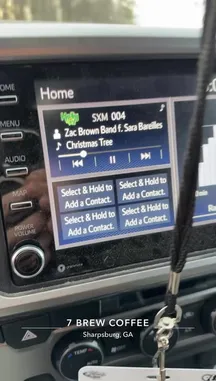 Home
HOME
MENU
AUDIO
MAP
POWER
VOLUME
SXM 004
Zac Brown Band f. Sara Bareilles
Christmas Tree
Select & Hold to
Add a Contact.
Select & Hold to
Add a Contact.
Select & Hold to
Add a Contact.
Select & Hold to
Add a Contact.
7 BREW COFFEE
Sharpsburg, GA